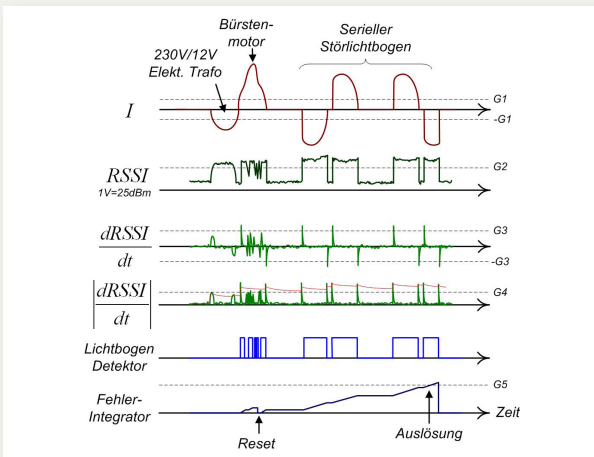 Bürsten-
motor
Serieller
Störlichtbogen
230V/12V
Elekt. Trafo
I
G1
-G1
RSSI
1V=25dBm
G2
dRSSI
dt
G3
-G3
|dRSSI|
|dt|
G4
Lichtbogen
Detektor
Fehler-
Integrator
G5
Zeit
Reset
Auslösung